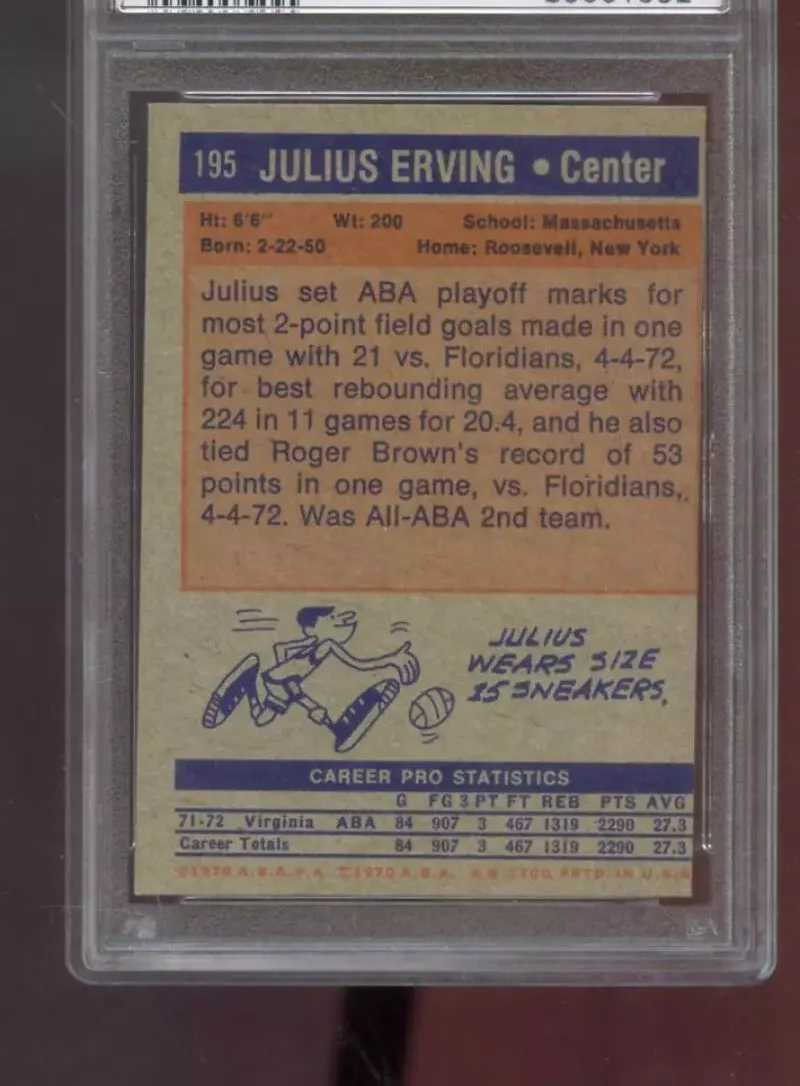 195 JULIUS ERVING • Center
Ht: 6'6" Wt: 200 School: Massachusetts
Born: 2-22-50 Home: Roosevelt, New York
Julius set ABA playoff marks for
most 2-point field goals made in one
game with 21 vs. Floridians, 4-4-72,
for best rebounding average with
224 in 11 games for 20.4, and he also
tied Roger Brown's record of 53
points in one game, vs. Floridians,
4-4-72. Was All-ABA 2nd team.
JULIUS
WEARS SIZE
15 SNEAKERS.
CAREER PRO STATISTICS
G FG 3PT FT REB PTS AVG
71-72 Virginia ABA 84 907 3 467 1319 2290 27.3
Career Totals 84 907 3 467 1319 2290 27.3
©1970 A.B.A. PRTD. IN U.S.A.